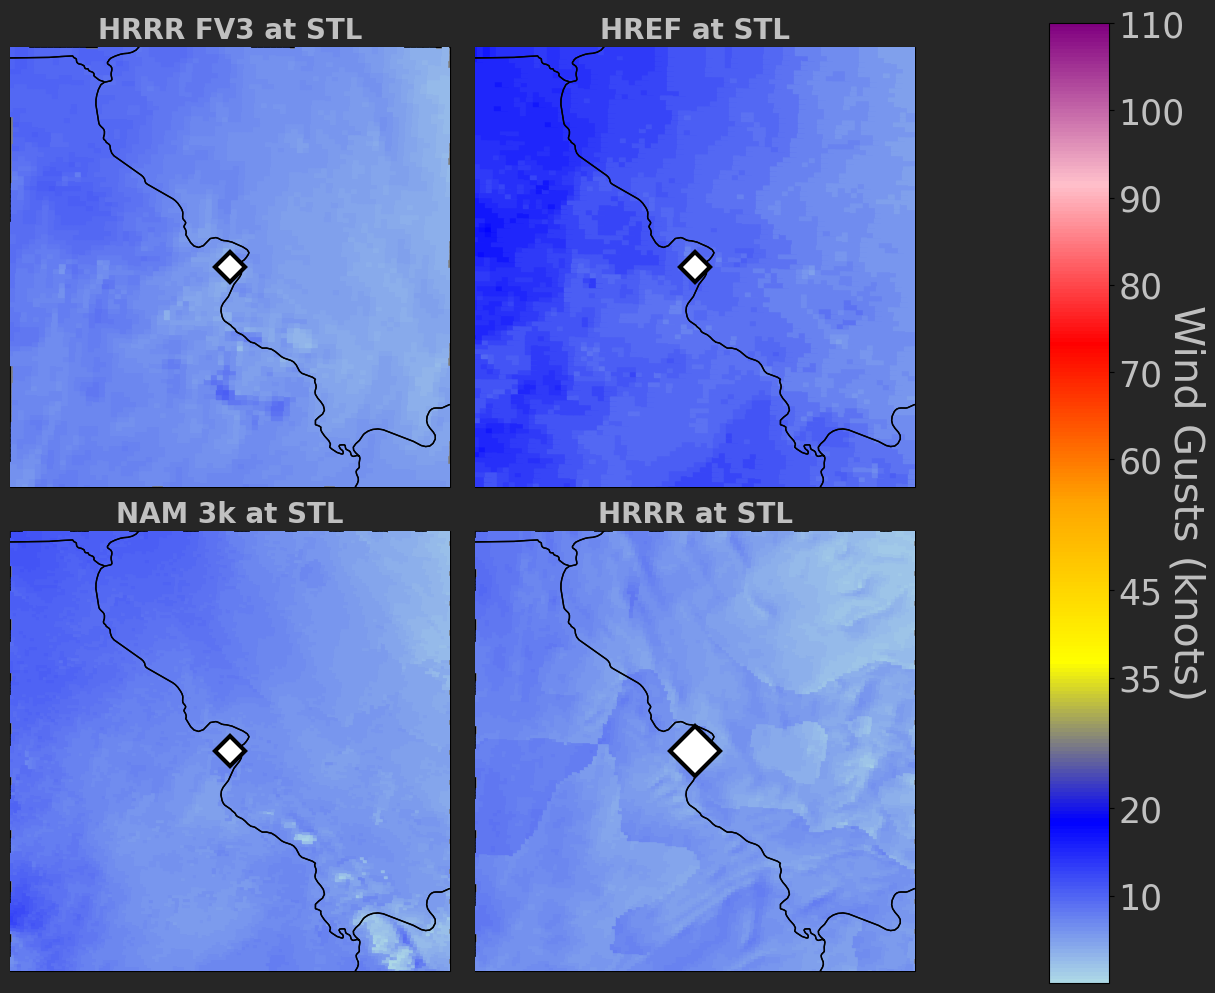 HRRR FV3 at STL
HREF at STL
NAM 3k at STL
HRRR at STL
110
100
90
80
70
60
45
35
20
10
Wind Gusts (knots)